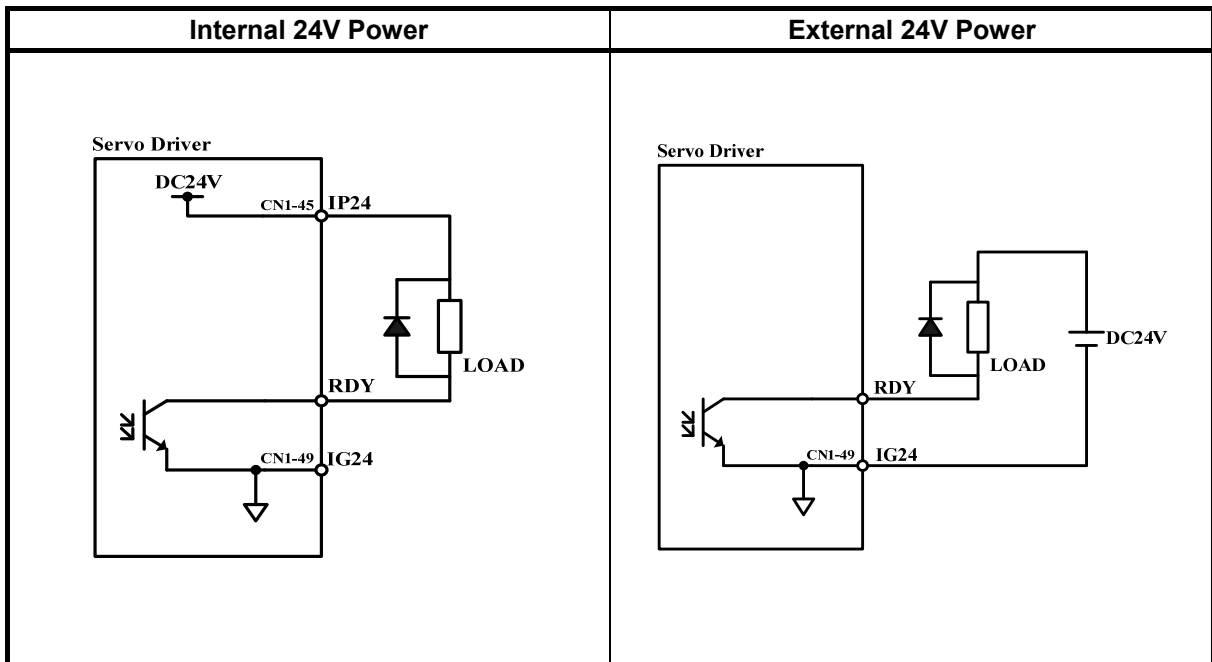 Internal 24V Power
External 24V Power
Servo Driver
DC24V
CN1-45
IP24
LOAD
RDY
CN1-49
IG24
Servo Driver
DC24V
LOAD
RDY
CN1-49
IG24